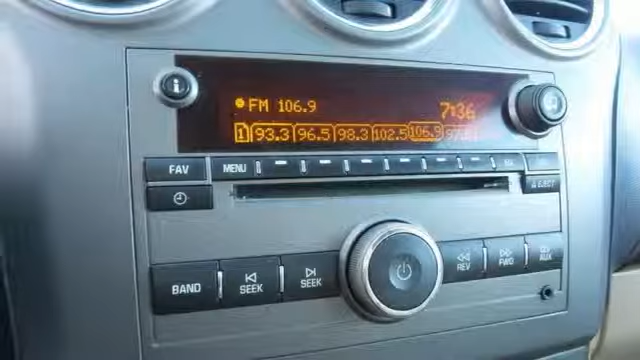 FM 106.9 7:36
1 93.3 96.5 98.3 102.5 106.9
FAV MENU
EJECT
BAND SEEK SEEK REV FWD AUX